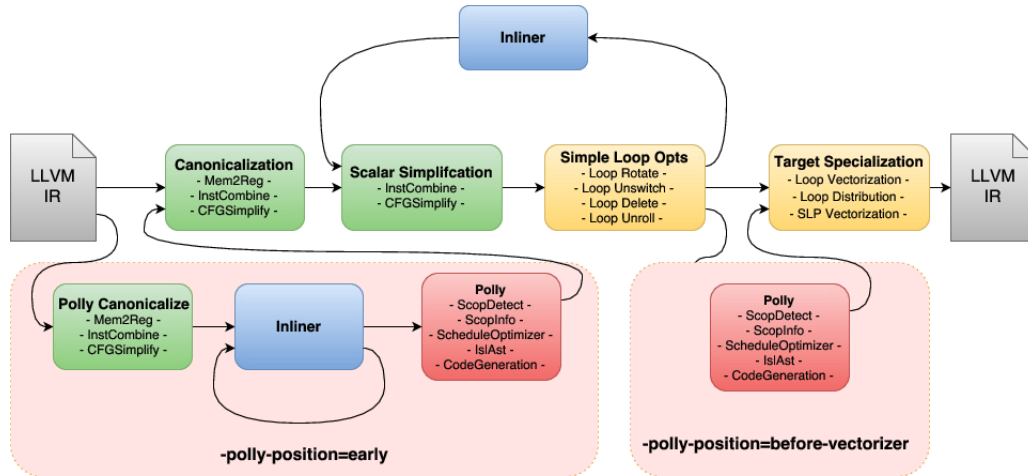 Inliner
LLVM
IR
Canonicalization
- Mem2Reg -
- InstCombine -
- CFGSimplify -
Scalar Simplifcation
- InstCombine -
- CFGSimplify -
Simple Loop Opts
- Loop Rotate -
- Loop Unswitch -
- Loop Delete -
- Loop Unroll -
Target Specialization
- Loop Vectorization -
- Loop Distribution -
- SLP Vectorization -
LLVM
IR
Polly Canonicalize
- Mem2Reg -
- InstCombine -
- CFGSimplify -
Inliner
Polly
- ScopDetect -
- ScopInfo -
- ScheduleOptimizer -
- IslAst -
- CodeGeneration -
-polly-position=early
Polly
- ScopDetect -
- ScopInfo -
- ScheduleOptimizer -
- IslAst -
- CodeGeneration -
-polly-position=before-vectorizer